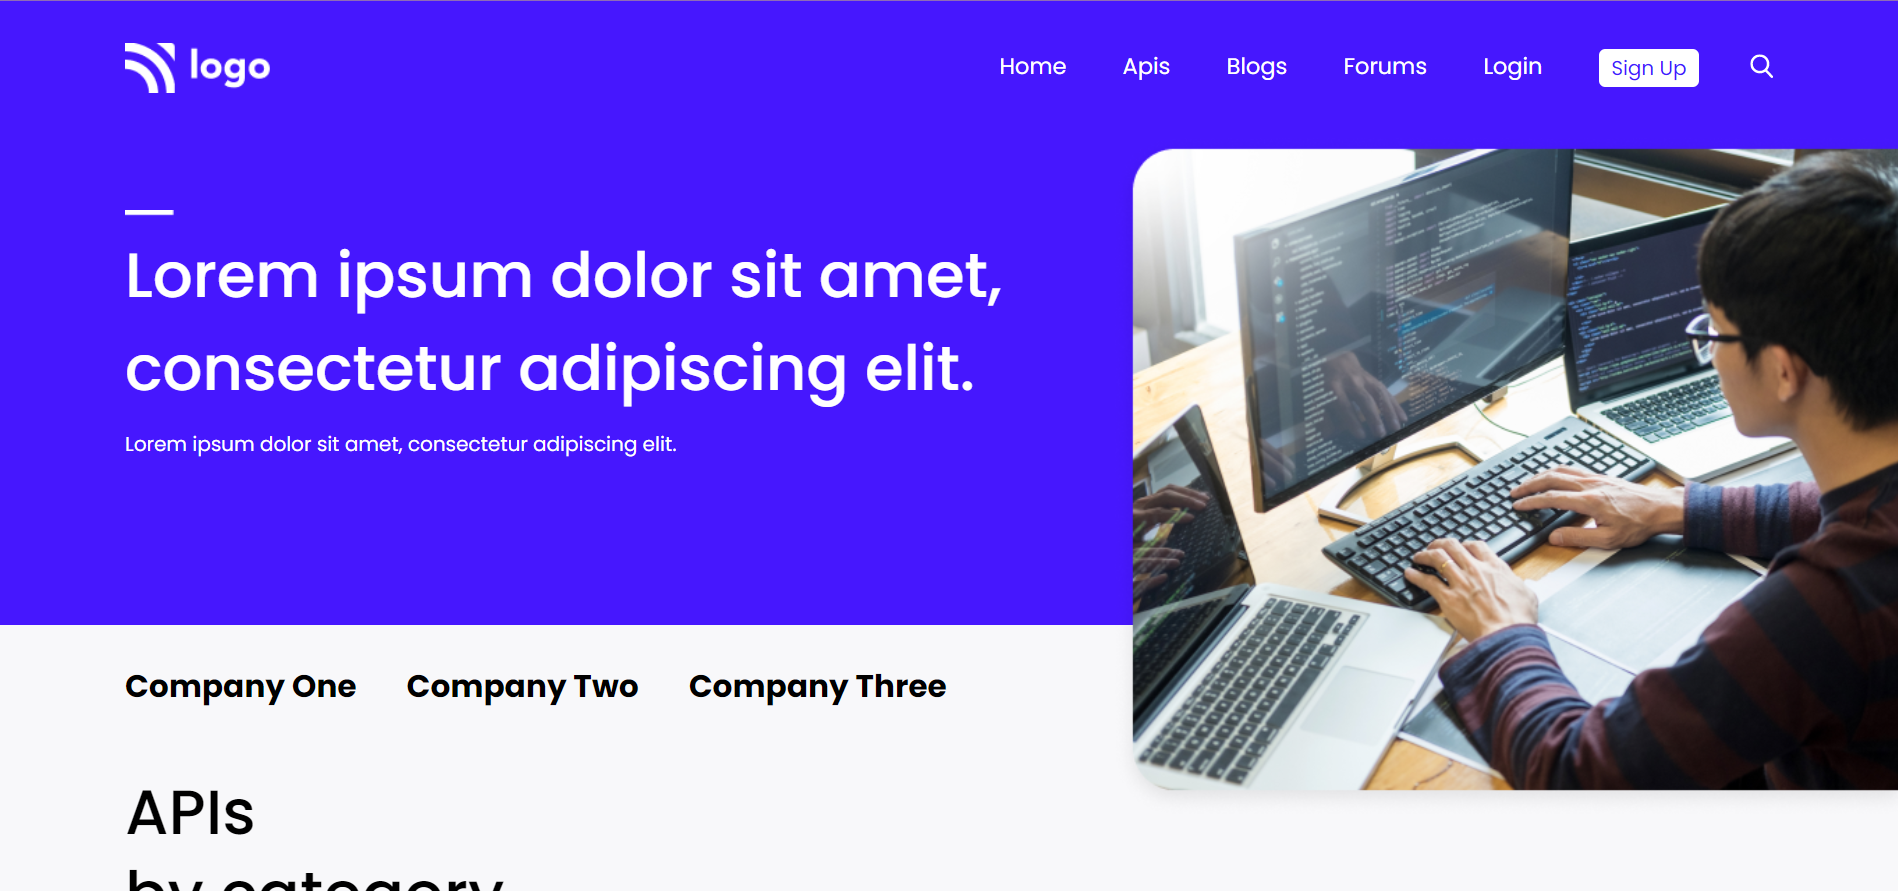 logo
Home Apis Blogs Forums Login Sign Up
Lorem ipsum dolor sit amet,
consectetur adipiscing elit.
Lorem ipsum dolor sit amet, consectetur adipiscing elit.
Company One Company Two Company Three
APIs
by category